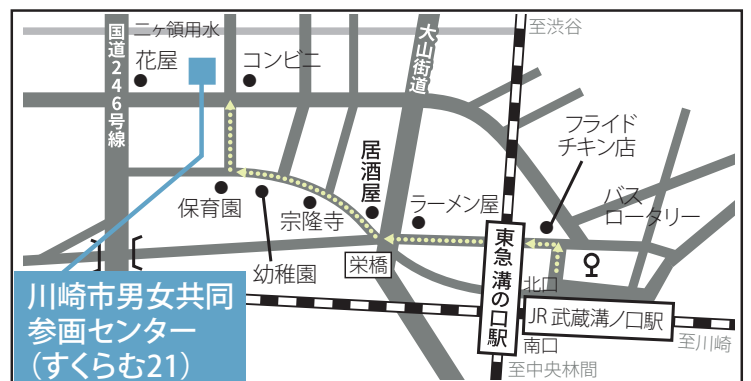 二ヶ領用水
至渋谷
国道246号線
花屋
コンビニ
大山街道
フライド
チキン店
居酒屋
ラーメン屋
バス
ロータリー
保育園
宗隆寺
幼稚園
栄橋
東急 溝の口駅
北口
JR 武蔵溝ノ口駅
南口
至川崎
至中央林間
川崎市男女共同
参画センター
（すくらむ21）